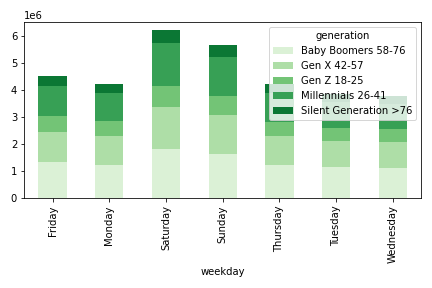 1e6
6
5
4
3
2
1
0
generation
Baby Boomers 58-76
Gen X 42-57
Gen Z 18-25
Millennials 26-41
Silent Generation >76
Friday
Monday
Saturday
Sunday
Thursday
Tuesday
Wednesday
weekday